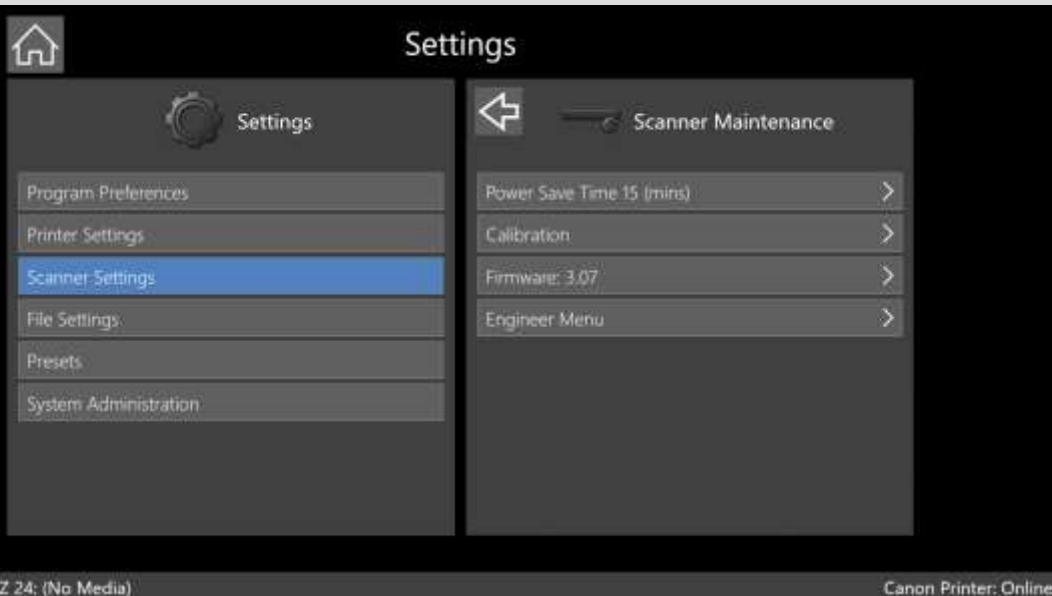 Settings
Settings
Program Preferences
Printer Settings
Scanner Settings
File Settings
Presets
System Administration
Scanner Maintenance
Power Save Time 15 (mins)
Calibration
Firmware: 3.07
Engineer Menu
Z 24: (No Media)
Canon Printer: Online